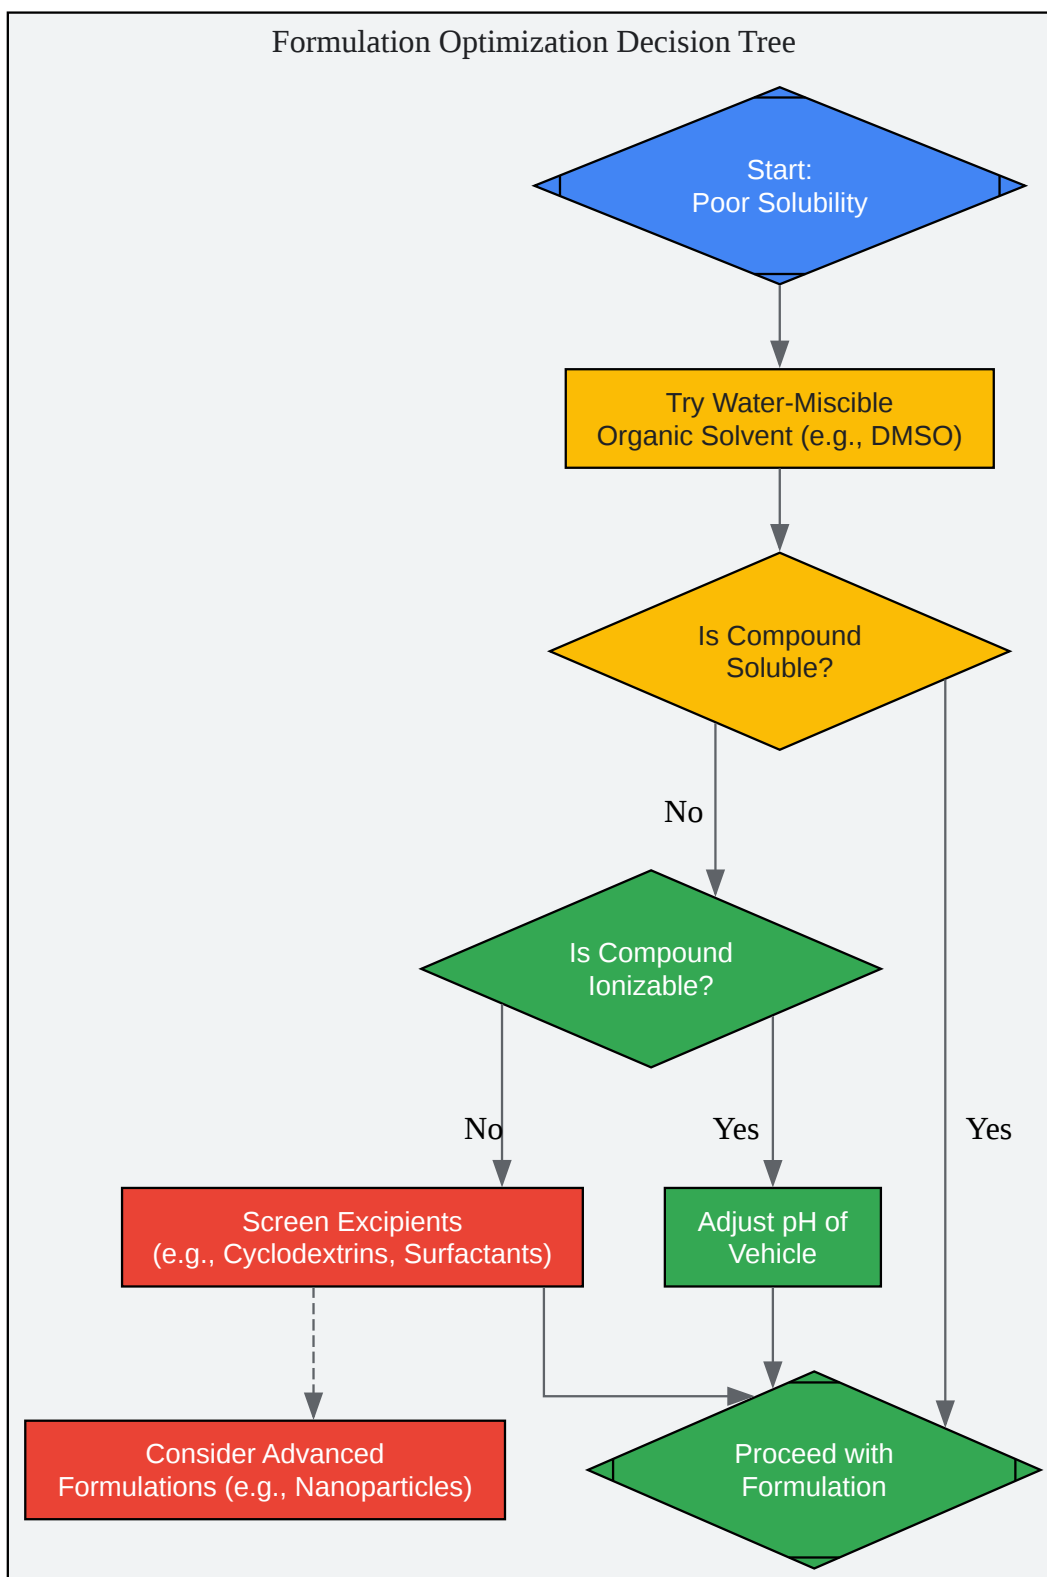 Formulation Optimization Decision Tree
Start:
Poor Solubility
Try Water-Miscible
Organic Solvent (e.g., DMSO)
Is Compound
Soluble?
No
Is Compound
Ionizable?
No
Yes
Yes
Screen Excipients
(e.g., Cyclodextrins, Surfactants)
Adjust pH of
Vehicle
Consider Advanced
Formulations (e.g., Nanoparticles)
Proceed with
Formulation